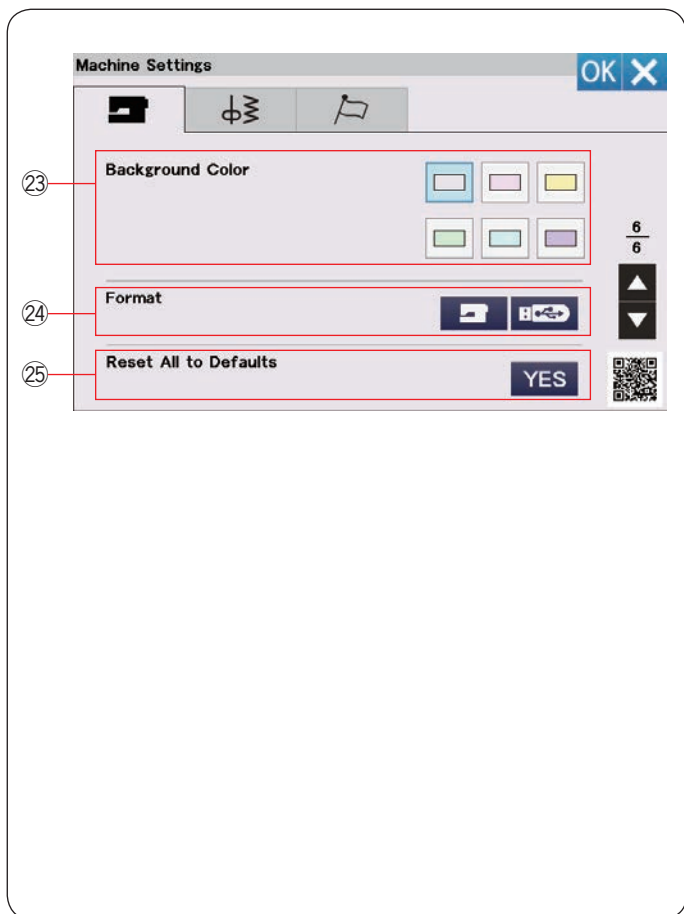 Machine Settings
OK
㉓
Background Color
6
6
㉔
Format
㉕
Reset All to Defaults
YES